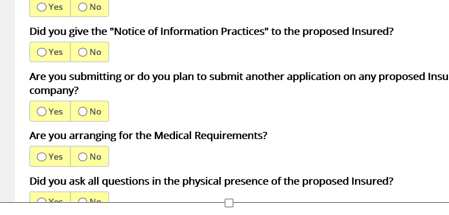 Yes No
Did you give the "Notice of Information Practices" to the proposed Insured?
Yes No
Are you submitting or do you plan to submit another application on any proposed Insu
company?
Yes No
Are you arranging for the Medical Requirements?
Yes No
Did you ask all questions in the physical presence of the proposed Insured?
Yes No